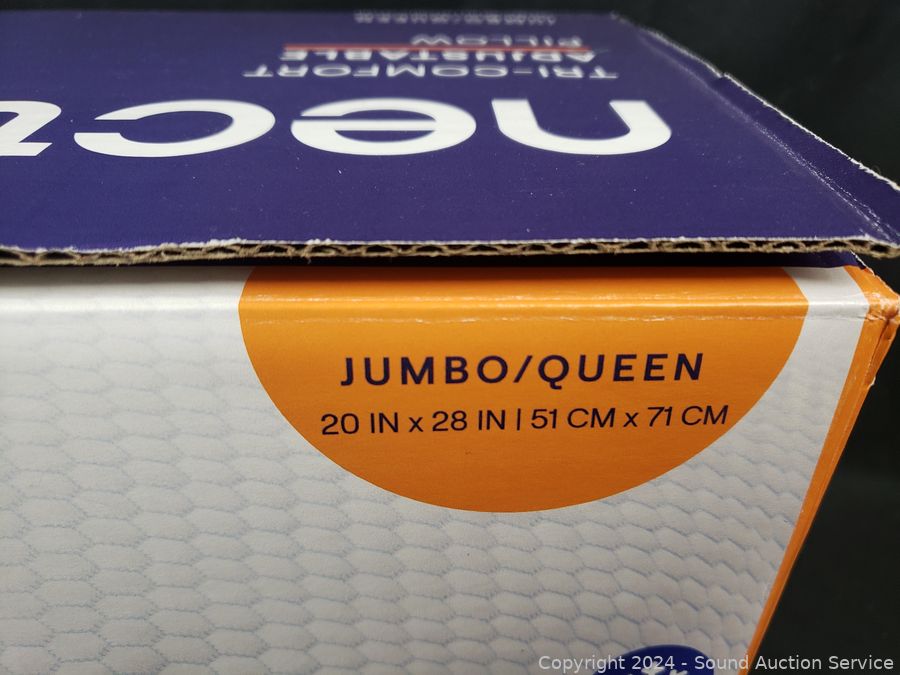 nect
TRI-COMFORT
ADJUSTABLE
PILLOW
JUMBO/QUEEN
20 IN x 28 IN | 51 CM x 71 CM
Copyright 2024 - Sound Auction Service